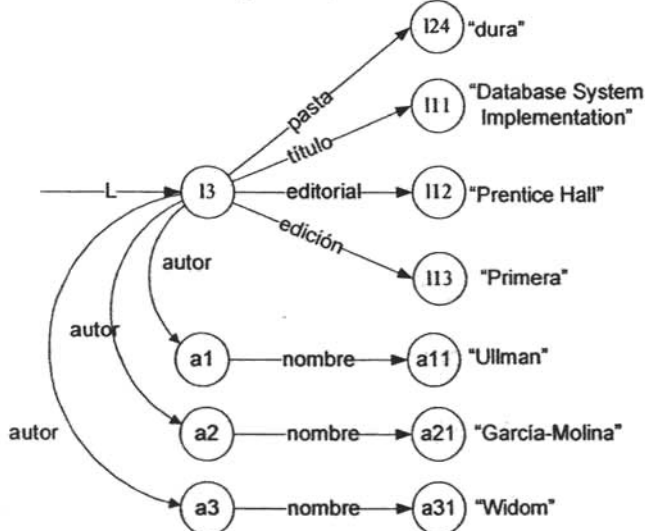 l24 "dura"
pasta
l11 "Database System
Implementation"
título
L l3 editorial l12 "Prentice Hall"
edición
l13 "Primera"
autor
autor
a1 nombre a11 "Ullman"
autor
a2 nombre a21 "García-Molina"
a3 nombre a31 "Widom"